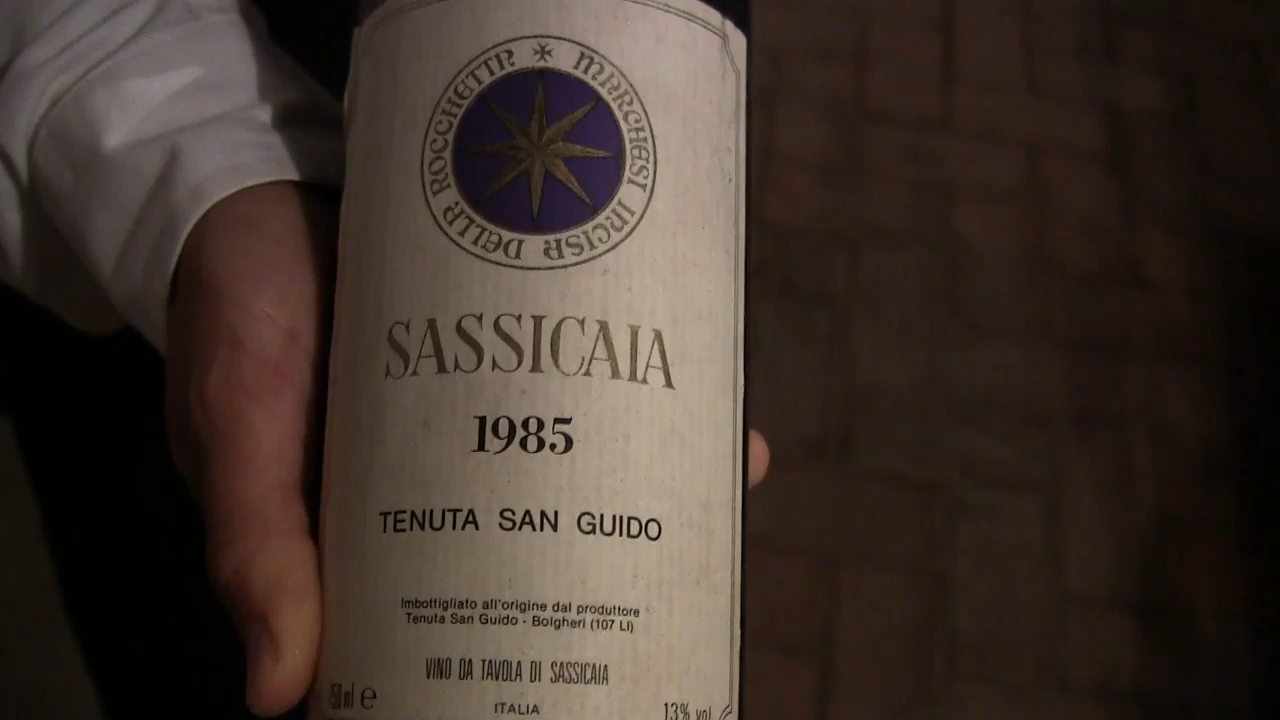 MARCHESI INCISA DELLA ROCCHETTA
SASSICAIA
1985
TENUTA SAN GUIDO
Imbottigliato all'origine dal produttore
Tenuta San Guido - Bolgheri (107 LI)
VINO DA TAVOLA DI SASSICAIA
750 ml e
ITALIA
13% vol